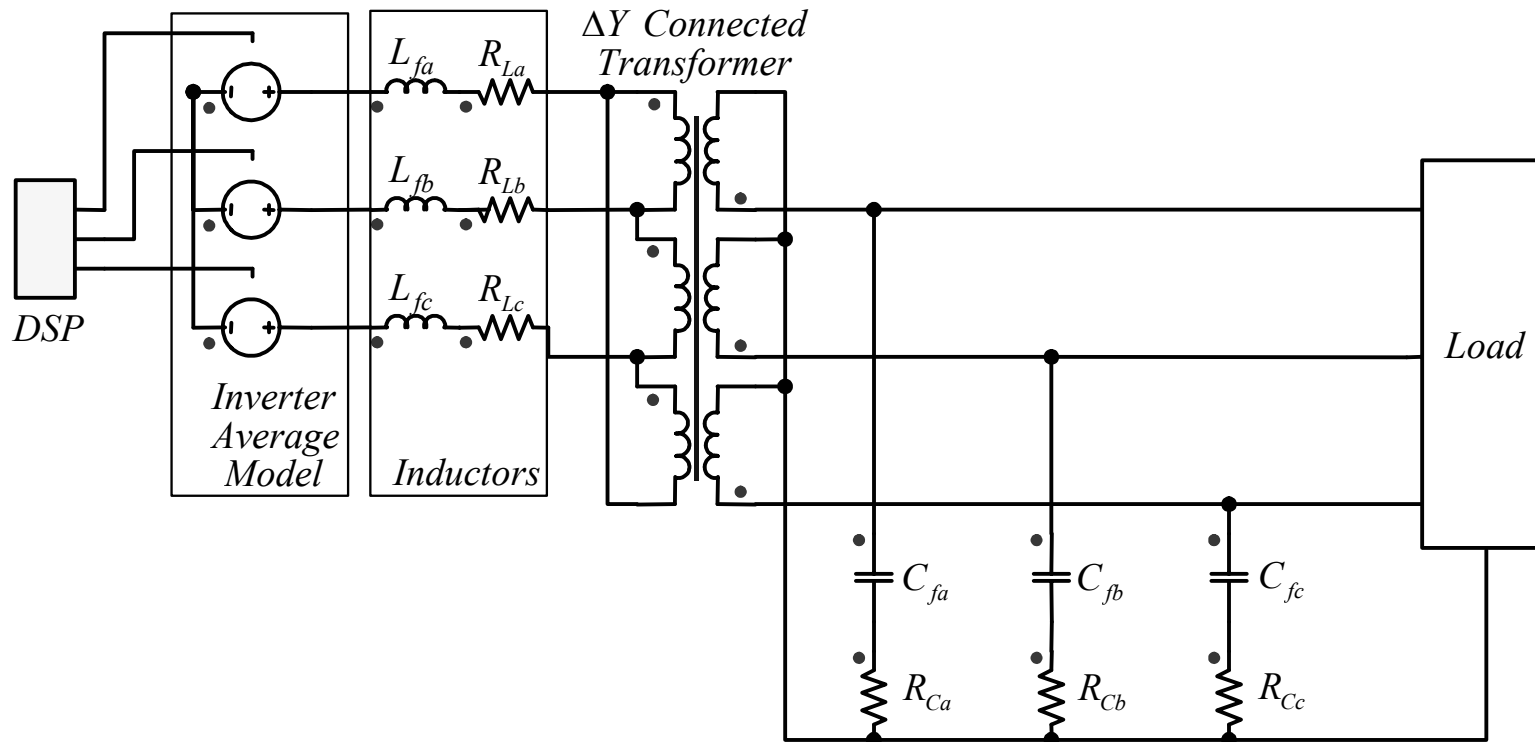 ΔY Connected
Transformer
L_fa
R_La
L_fb
R_Lb
L_fc
R_Lc
DSP
Inverter
Average
Model
Inductors
Load
C_fa
C_fb
C_fc
R_Ca
R_Cb
R_Cc